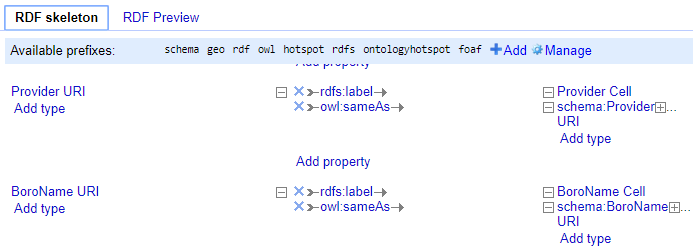 RDF skeleton RDF Preview
Available prefixes: schema geo rdf owl hotspot rdfs ontologyhotspot foaf Add Manage
Add property
Provider URI rdfs:label Provider Cell
Add type owl:sameAs schema:Provider...
URI
Add type
Add property
BoroName URI rdfs:label BoroName Cell
Add type owl:sameAs schema:BoroName...
URI
Add type